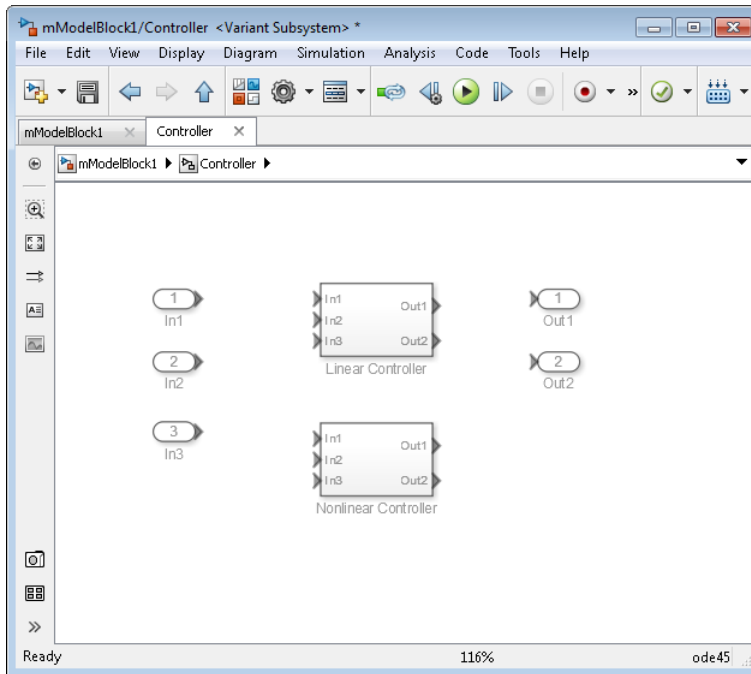 mModelBlock1/Controller <Variant Subsystem> *
File Edit View Display Diagram Simulation Analysis Code Tools Help
mModelBlock1 Controller
mModelBlock1 Controller
1 In1 Out1 1
In1 In2 Out1
In3 Out2
2 Linear Controller 2
In2 Out2
3 In1 Out1
In3 In2
In3 Out2
Nonlinear Controller
Ready 116% ode45